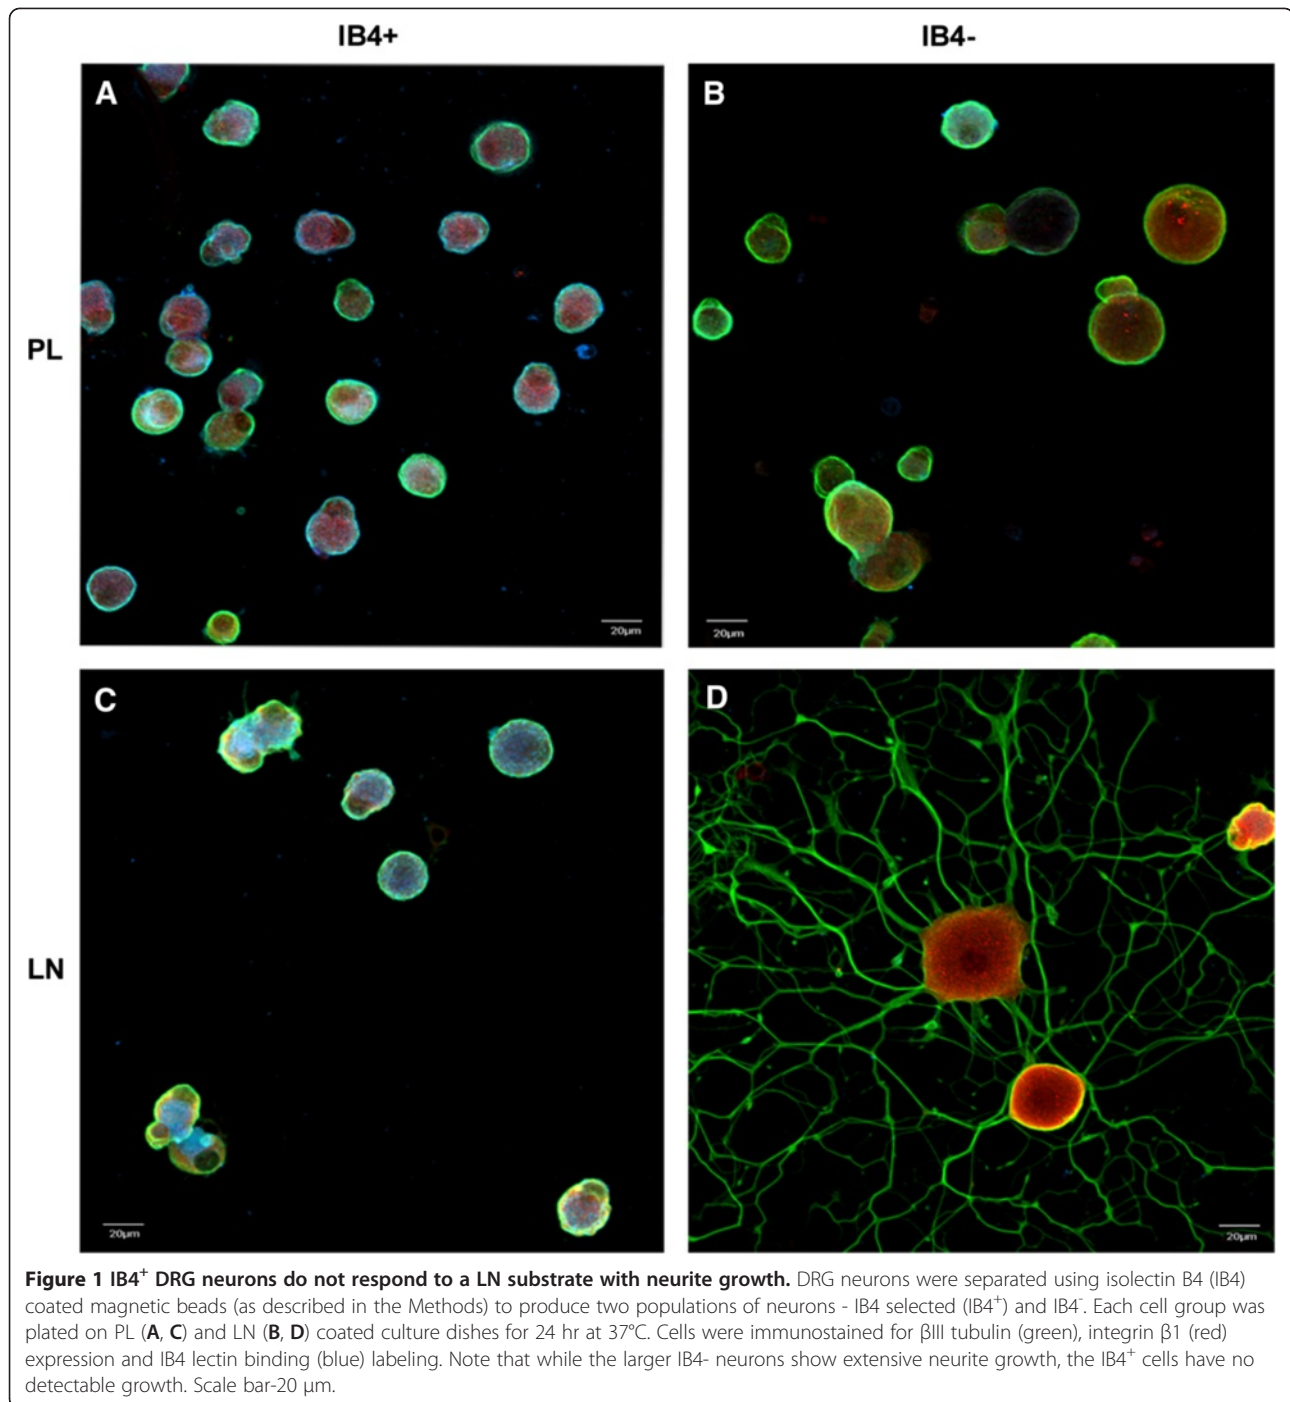 IB4+ IB4-
A B
PL
20μm 20μm
C D
LN
20μm 20μm
Figure 1 IB4+ DRG neurons do not respond to a LN substrate with neurite growth. DRG neurons were separated using isolectin B4 (IB4)
coated magnetic beads (as described in the Methods) to produce two populations of neurons - IB4 selected (IB4+) and IB4-. Each cell group was
plated on PL (A, C) and LN (B, D) coated culture dishes for 24 hr at 37°C. Cells were immunostained for βIII tubulin (green), integrin β1 (red)
expression and IB4 lectin binding (blue) labeling. Note that while the larger IB4- neurons show extensive neurite growth, the IB4+ cells have no
detectable growth. Scale bar-20 μm.